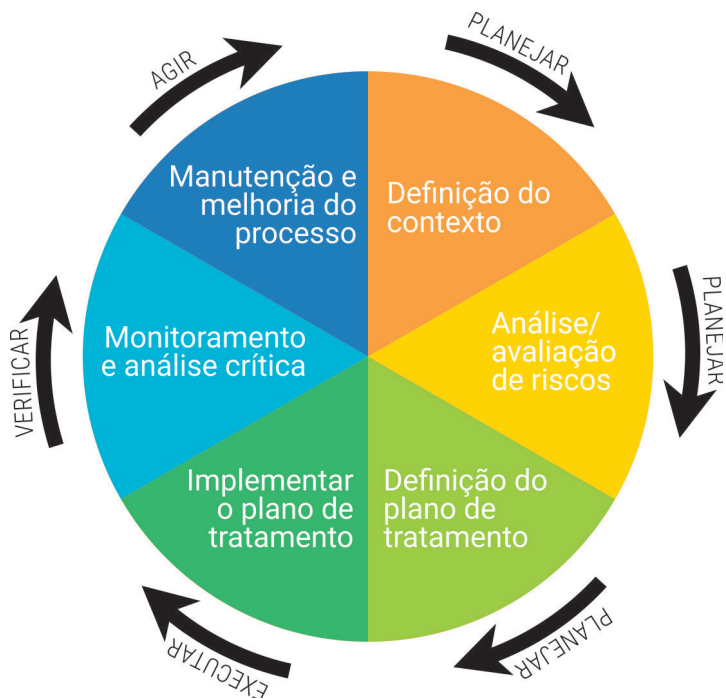 PLANEJAR
Definição do
contexto
PLANEJAR
Análise/
avaliação
de riscos
PLANEJAR
Definição do
plano de
tratamento
EXECUTAR
Implementar
o plano de
tratamento
VERIFICAR
Monitoramento
e análise crítica
AGIR
Manutenção e
melhoria do
processo